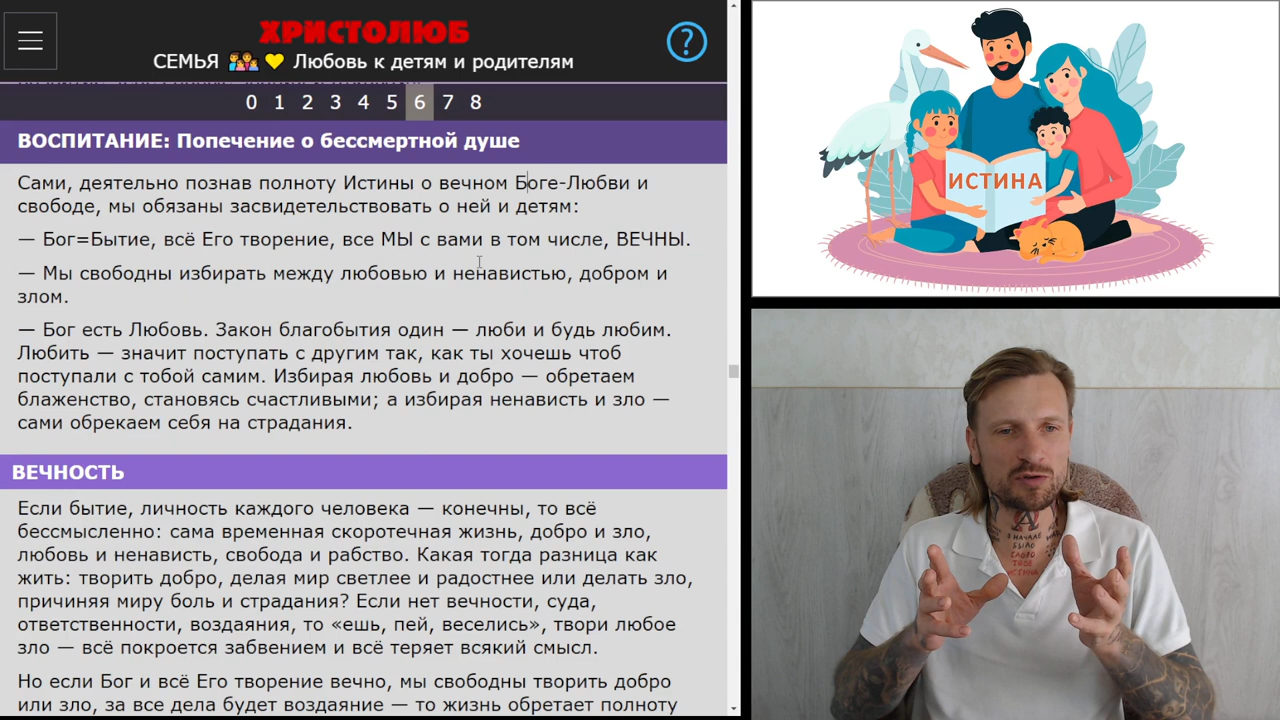 ХРИСТОЛЮБ
СЕМЬЯ 👨‍👩‍👧 💛 Любовь к детям и родителям
0 1 2 3 4 5 6 7 8
ВОСПИТАНИЕ: Попечение о бессмертной душе
Сами, деятельно познав полноту Истины о вечном Боге-Любви и
свободе, мы обязаны засвидетельствовать о ней и детям:
— Бог=Бытие, всё Его творение, все МЫ с вами в том числе, ВЕЧНЫ.
— Мы свободны избирать между любовью и ненавистью, добром и
злом.
— Бог есть Любовь. Закон благобытия один — люби и будь любим.
Любить — значит поступать с другим так, как ты хочешь чтоб
поступали с тобой самим. Избирая любовь и добро — обретаем
блаженство, становясь счастливыми; а избирая ненависть и зло —
сами обрекаем себя на страдания.
ВЕЧНОСТЬ
Если бытие, личность каждого человека — конечны, то всё
бессмысленно: сама временная скоротечная жизнь, добро и зло,
любовь и ненависть, свобода и рабство. Какая тогда разница как
жить: творить добро, делая мир светлее и радостнее или делать зло,
причиняя миру боль и страдания? Если нет вечности, суда,
ответственности, воздаяния, то «ешь, пей, веселись», твори любое
зло — всё покроется забвением и всё теряет всякий смысл.
Но если Бог и всё Его творение вечно, мы свободны творить добро
или зло, за все дела будет воздаяние — то жизнь обретает полноту
?
ИСТИНА
В НАЧАЛЕ
БЫЛО
СЛОВО
ТВОЕ
ИСТИНА